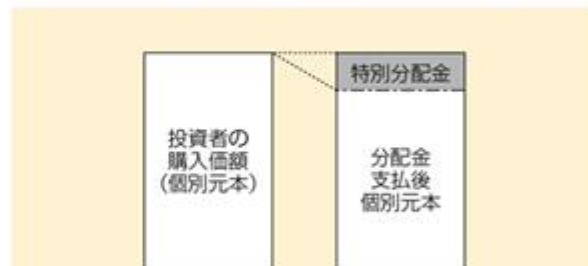 投資者の
購入価額
(個別元本)
特別分配金
分配金
支払後
個別元本